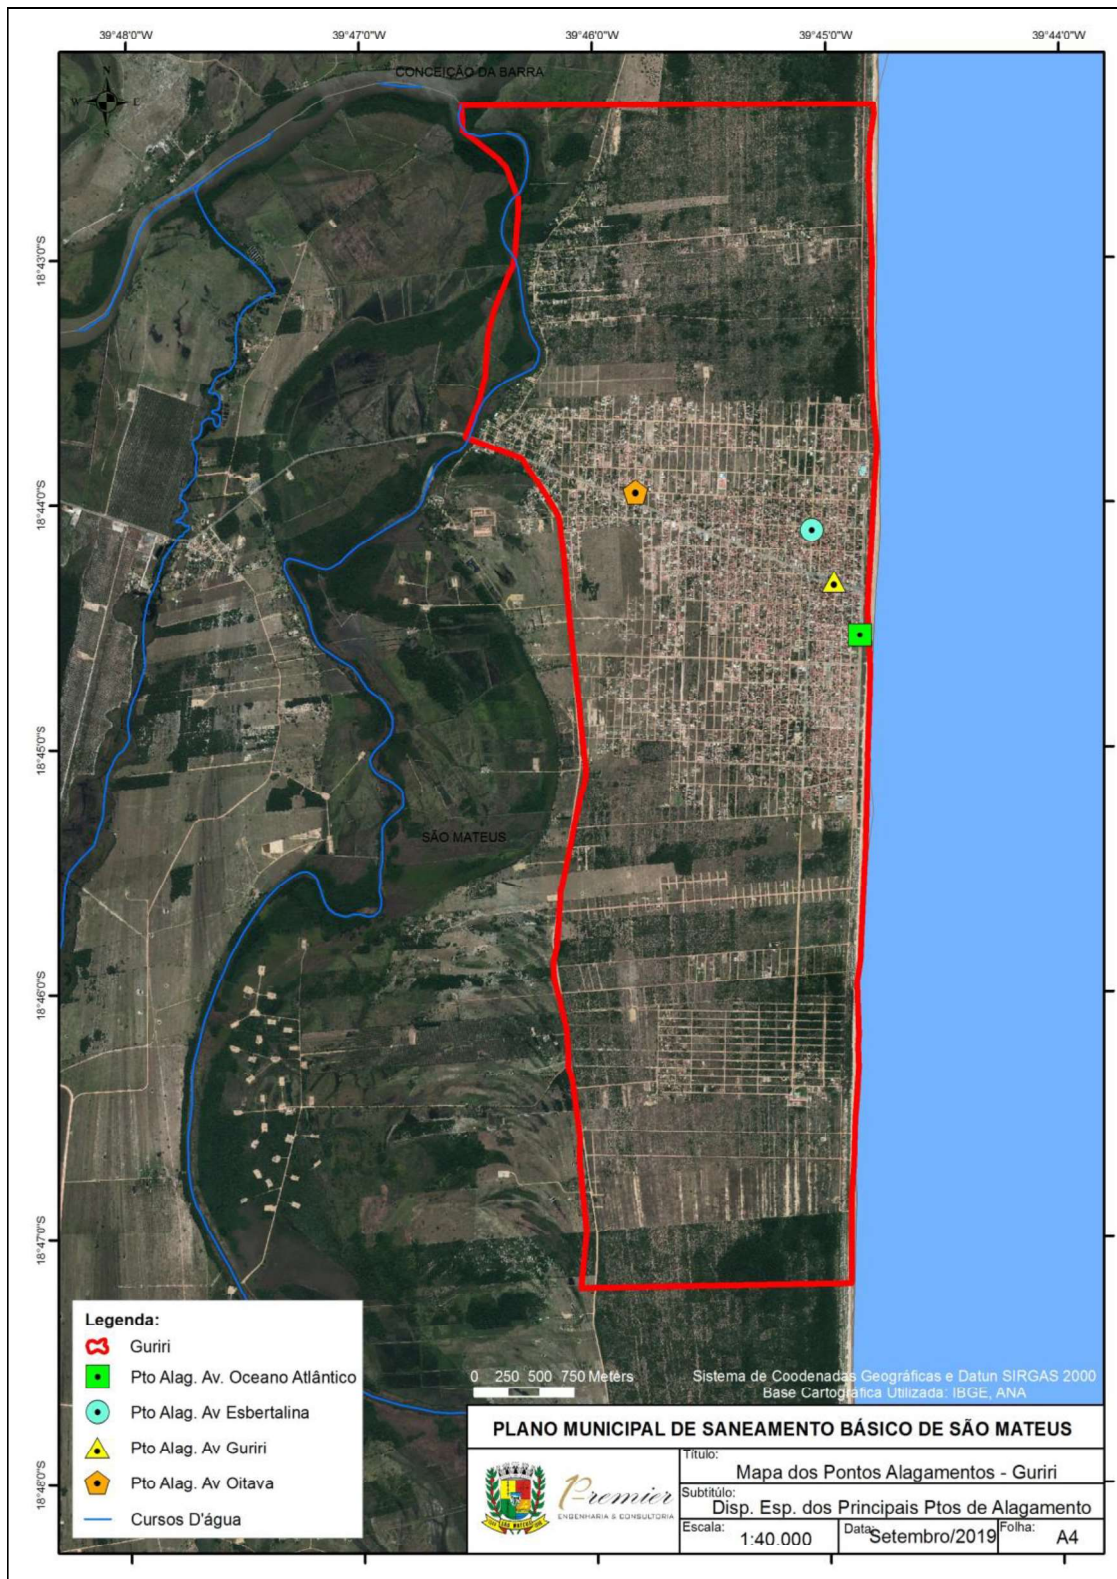 39°48'0"W 39°47'0"W 39°46'0"W 39°45'0"W 39°44'0"W
CONCEIÇÃO DA BARRA
N
W E
S
18°43'0"S
18°44'0"S
18°45'0"S
SÃO MATEUS
18°46'0"S
18°47'0"S
18°48'0"S
Legenda:
Guriri
Pto Alag. Av. Oceano Atlântico
Pto Alag. Av Esbertalina
Pto Alag. Av Guriri
Pto Alag. Av Oitava
Cursos D'água
0 250 500 750 Meters
Sistema de Coodenadas Geográficas e Datun SIRGAS 2000
Base Cartografica Utilizada: IBGE, ANA
PLANO MUNICIPAL DE SANEAMENTO BÁSICO DE SÃO MATEUS
SÃO MATEUS
Premier
ENGENHARIA & CONSULTORIA
Título:
Mapa dos Pontos Alagamentos - Guriri
Subtitúlo:
Disp. Esp. dos Principais Ptos de Alagamento
Escala:
1:40.000
Data:
Setembro/2019
Folha:
A4